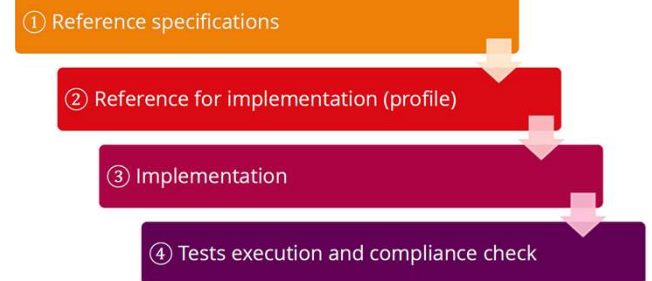 ① Reference specifications
② Reference for implementation (profile)
③ Implementation
④ Tests execution and compliance check